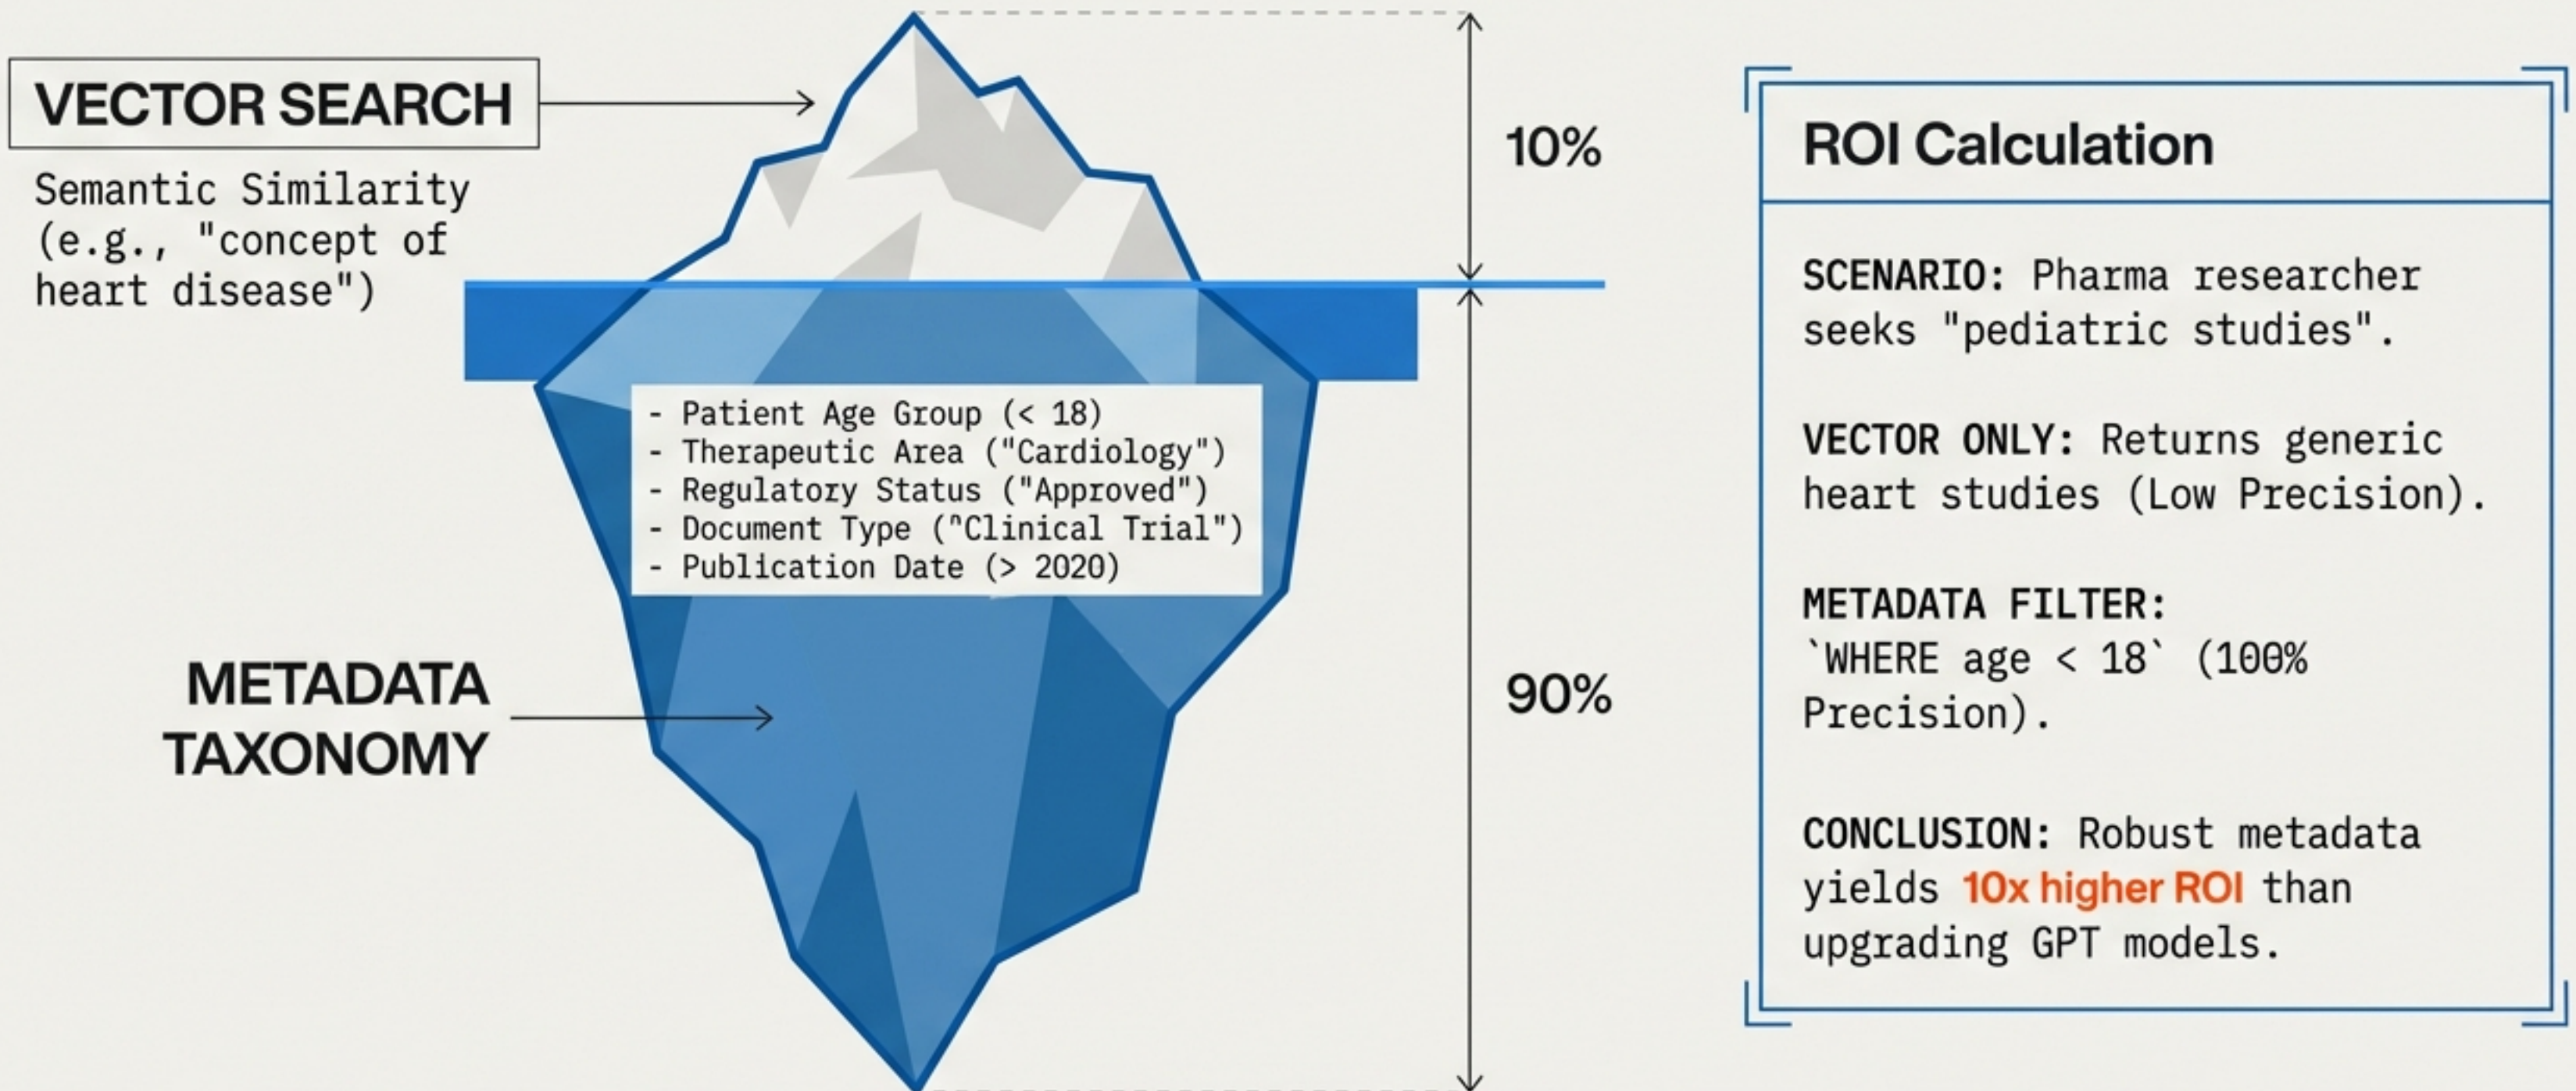 VECTOR SEARCH
Semantic Similarity
(e.g., "concept of
heart disease")
10%
- Patient Age Group (< 18)
- Therapeutic Area ("Cardiology")
- Regulatory Status ("Approved")
- Document Type ("Clinical Trial")
- Publication Date (> 2020)
METADATA
TAXONOMY
90%
ROI Calculation
SCENARIO: Pharma researcher
seeks "pediatric studies".
VECTOR ONLY: Returns generic
heart studies (Low Precision).
METADATA FILTER:
`WHERE age < 18` (100%
Precision).
CONCLUSION: Robust metadata
yields 10x higher ROI than
upgrading GPT models.